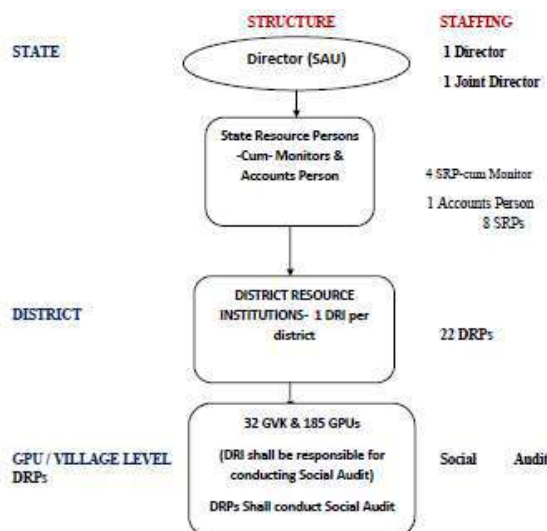 STRUCTURE STAFFING
STATE Director (SAU) 1 Director
1 Joint Director
State Resource Persons
-Cum- Monitors &
Accounts Person
4 SRP-cum Monitor
1 Accounts Person
8 SRPs
DISTRICT RESOURCE
DISTRICT INSTITUTIONS- 1 DRI per
district
22 DRPs
32 GVK & 185 GPUs
GPU / VILLAGE LEVEL (DRI shall be responsible for Social Audit
DRPs conducting Social Audit)
DRPs Shall conduct Social Audit